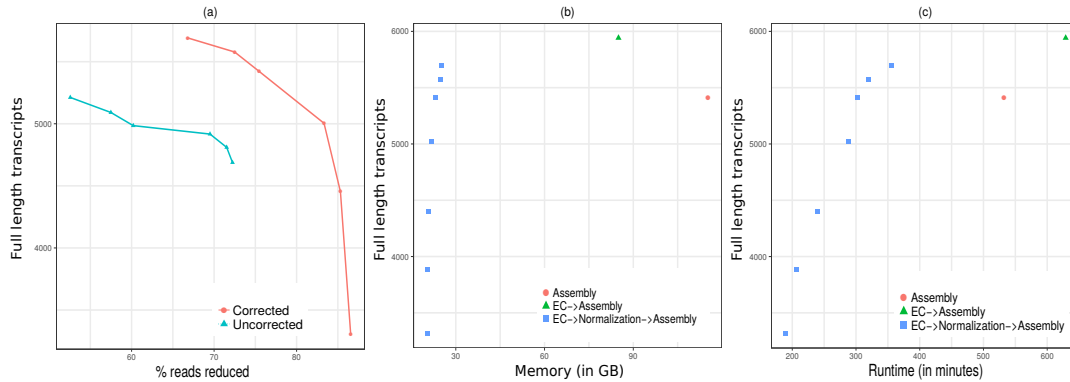 (a)
Full length transcripts
5000
4000
60
70
80
% reads reduced
Corrected
Uncorrected
(b)
Full length transcripts
6000
5000
4000
30
60
90
Memory (in GB)
Assembly
EC->Assembly
EC->Normalization->Assembly
(c)
Full length transcripts
6000
5000
4000
200
300
400
500
600
Runtime (in minutes)
Assembly
EC->Assembly
EC->Normalization->Assembly